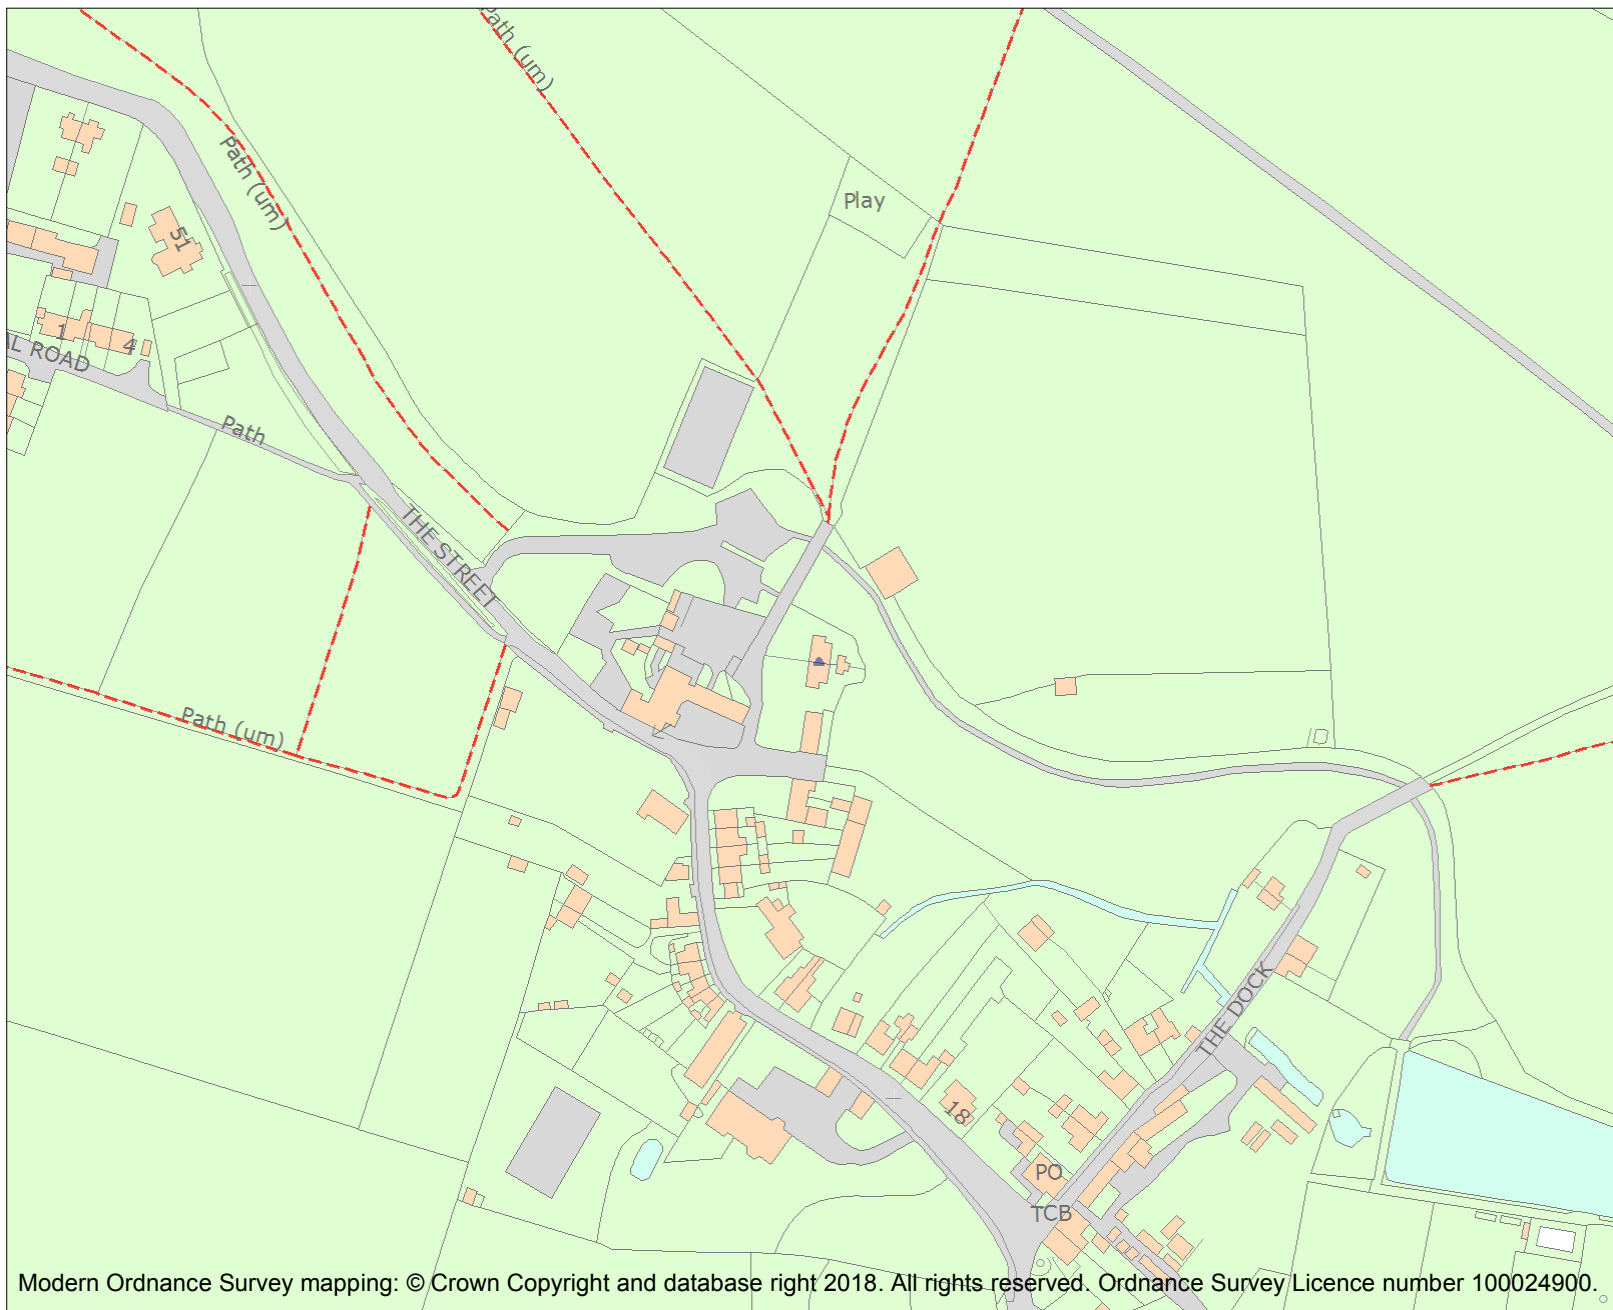 Path (um)
Path (um)
Play
51
1
4
AL ROAD
Path
THE STREET
Path (um)
THE DOCK
18
PO
TCB
Modern Ordnance Survey mapping: © Crown Copyright and database right 2018. All rights reserved. Ordnance Survey Licence number 100024900.